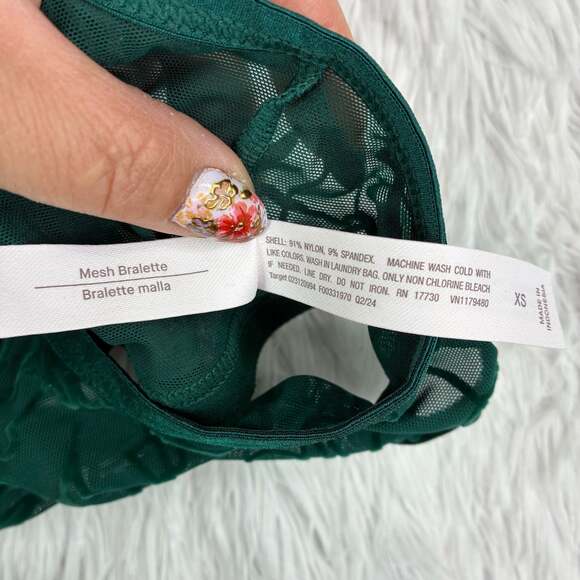 Mesh Bralette
Bralette malla
SHELL: 91% NYLON, 9% SPANDEX. MACHINE WASH COLD WITH
LIKE COLORS. WASH IN LAUNDRY BAG. ONLY NON CHLORINE BLEACH
IF NEEDED. LINE DRY. DO NOT IRON. RN 17730 VN1179480
Target 023120994 F00331970 02/24
XS
MADE IN
INDONESIA